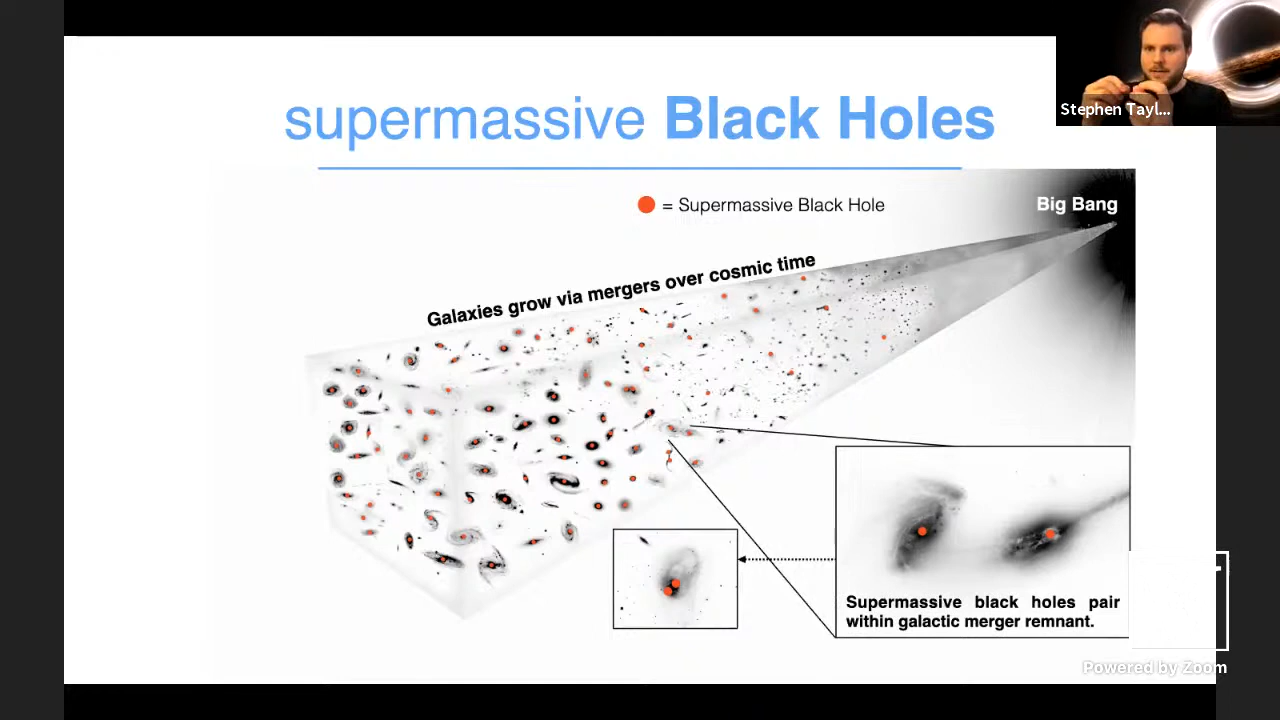 supermassive Black Holes
Stephen Tayl...
= Supermassive Black Hole
Big Bang
Galaxies grow via mergers over cosmic time
Supermassive black holes pair
within galactic merger remnant.
Powered by Zoom